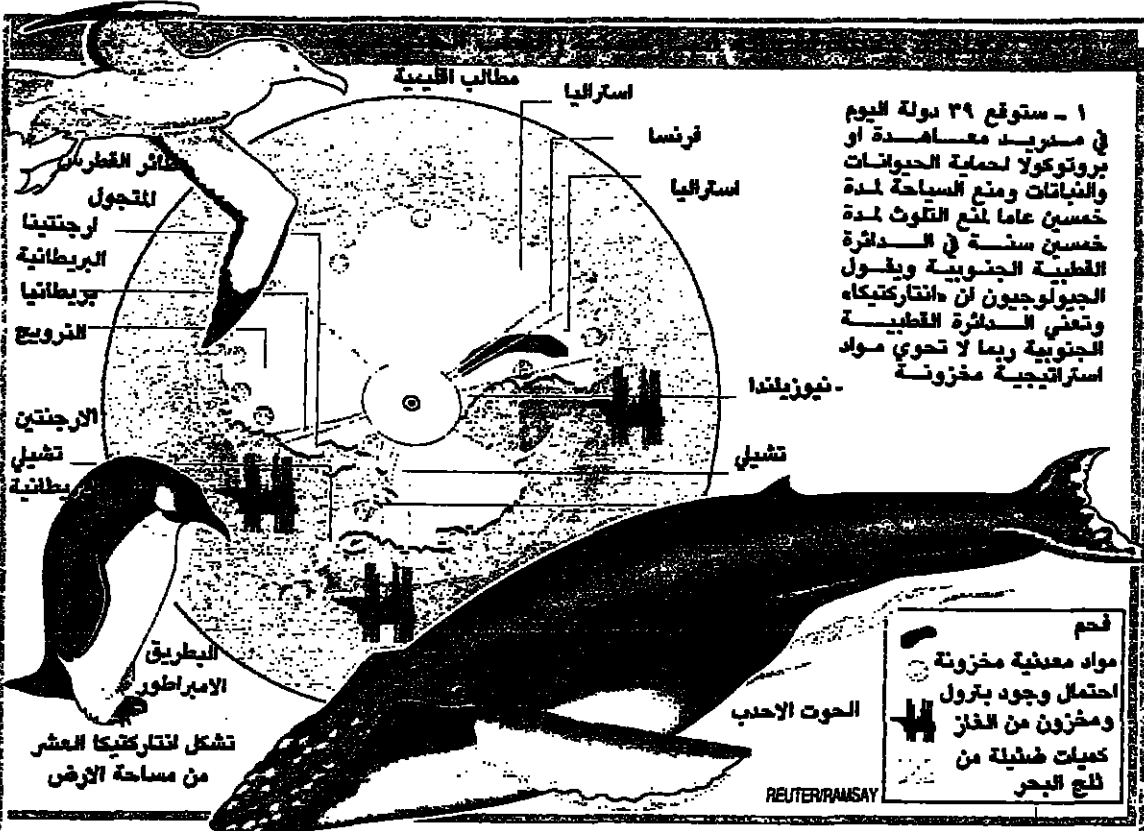 مطالب اقليمية
استراليا
فرنسا
استراليا
١ - ستوقع ٣٩ دولة اليوم
في مدريد معاهدة او
بروتوكولا لحماية الحيوانات
والنباتات ومنع السياحة لمدة
خمسين عاما لمنع التلوث لمدة
خمسين سنة في الدائرة
القطبية الجنوبية ويقول
الجيولوجيون ان «انتاركتيكا»
وتعني الدائرة القطبية
الجنوبية ربما لا تحوي مواد
استراتيجية مخزونة
طائر القطرس
المتجول
ارجنتينا
البريطانية
بريطانيا
النرويج
الارجنتين
تشيلي
نيوزيلندا
تشيلي
البطريق
الامبراطور
تشكل انتاركتيكا العشر
من مساحة الارض
الحوت الاحدب
فحم
مواد معدنية مخزونة
احتمال وجود بترول
ومخزون من الغاز
كميات ضئيلة من
ثلج البحر
REUTER/RAMSAY